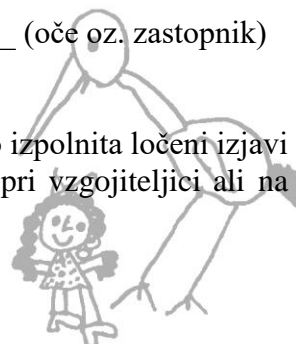 _ (oče oz. zastopnik)
izpolnita ločeni izjavi
pri vzgojiteljici ali na